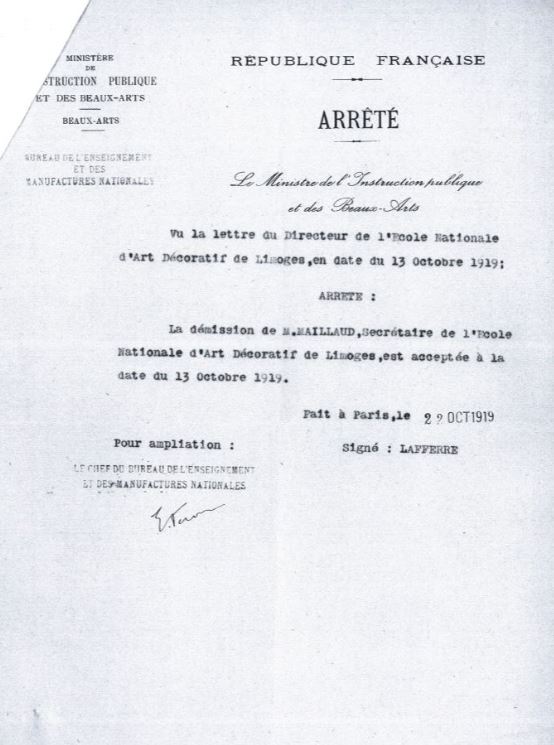 MINISTÈRE
DE
STRUCTION PUBLIQUE
ET DES BEAUX-ARTS
BEAUX-ARTS
BUREAU DE L'ENSEIGNEMENT
ET DES
MANUFACTURES NATIONALES
RÉPUBLIQUE FRANÇAISE
ARRÊTÉ
Le Ministre de l'Instruction publique
et des Beaux-Arts
Vu la lettre du Directeur de l'Ecole Nationale
d'Art Décoratif de Limoges, en date du 13 Octobre 1919;
ARRETE :
La démission de M.MAILLAUD, Secrétaire de l'Ecole
Nationale d'Art Décoratif de Limoges, est acceptée à la
date du 13 Octobre 1919.
Fait à Paris, le 22 OCT 1919
Pour ampliation :
Signé : LAFFERRE
LE CHEF DU BUREAU DE L'ENSEIGNEMENT
ET DES MANUFACTURES NATIONALES